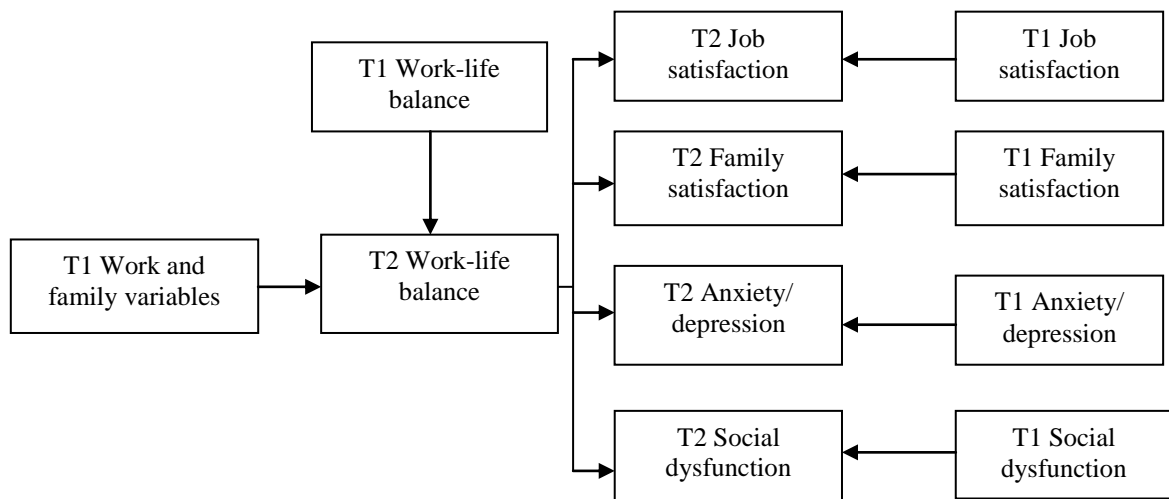 T1 Work-life
balance
T2 Job
satisfaction
T1 Job
satisfaction
T2 Family
satisfaction
T1 Family
satisfaction
T1 Work and
family variables
T2 Work-life
balance
T2 Anxiety/
depression
T1 Anxiety/
depression
T2 Social
dysfunction
T1 Social
dysfunction